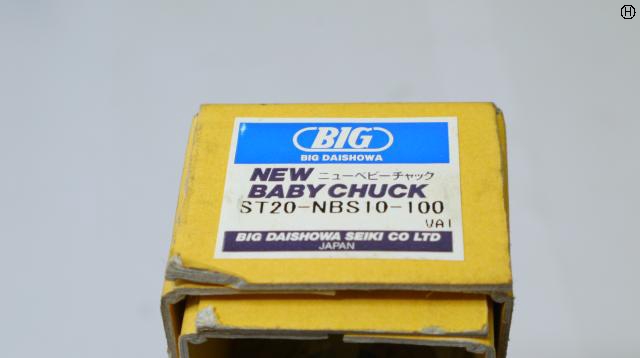 BIG
BIG DAISHOWA
NEW ニューベビーチャック
BABY CHUCK
ST20-NBS10-100
VAI
BIG DAISHOWA SEIKI CO LTD
JAPAN
H